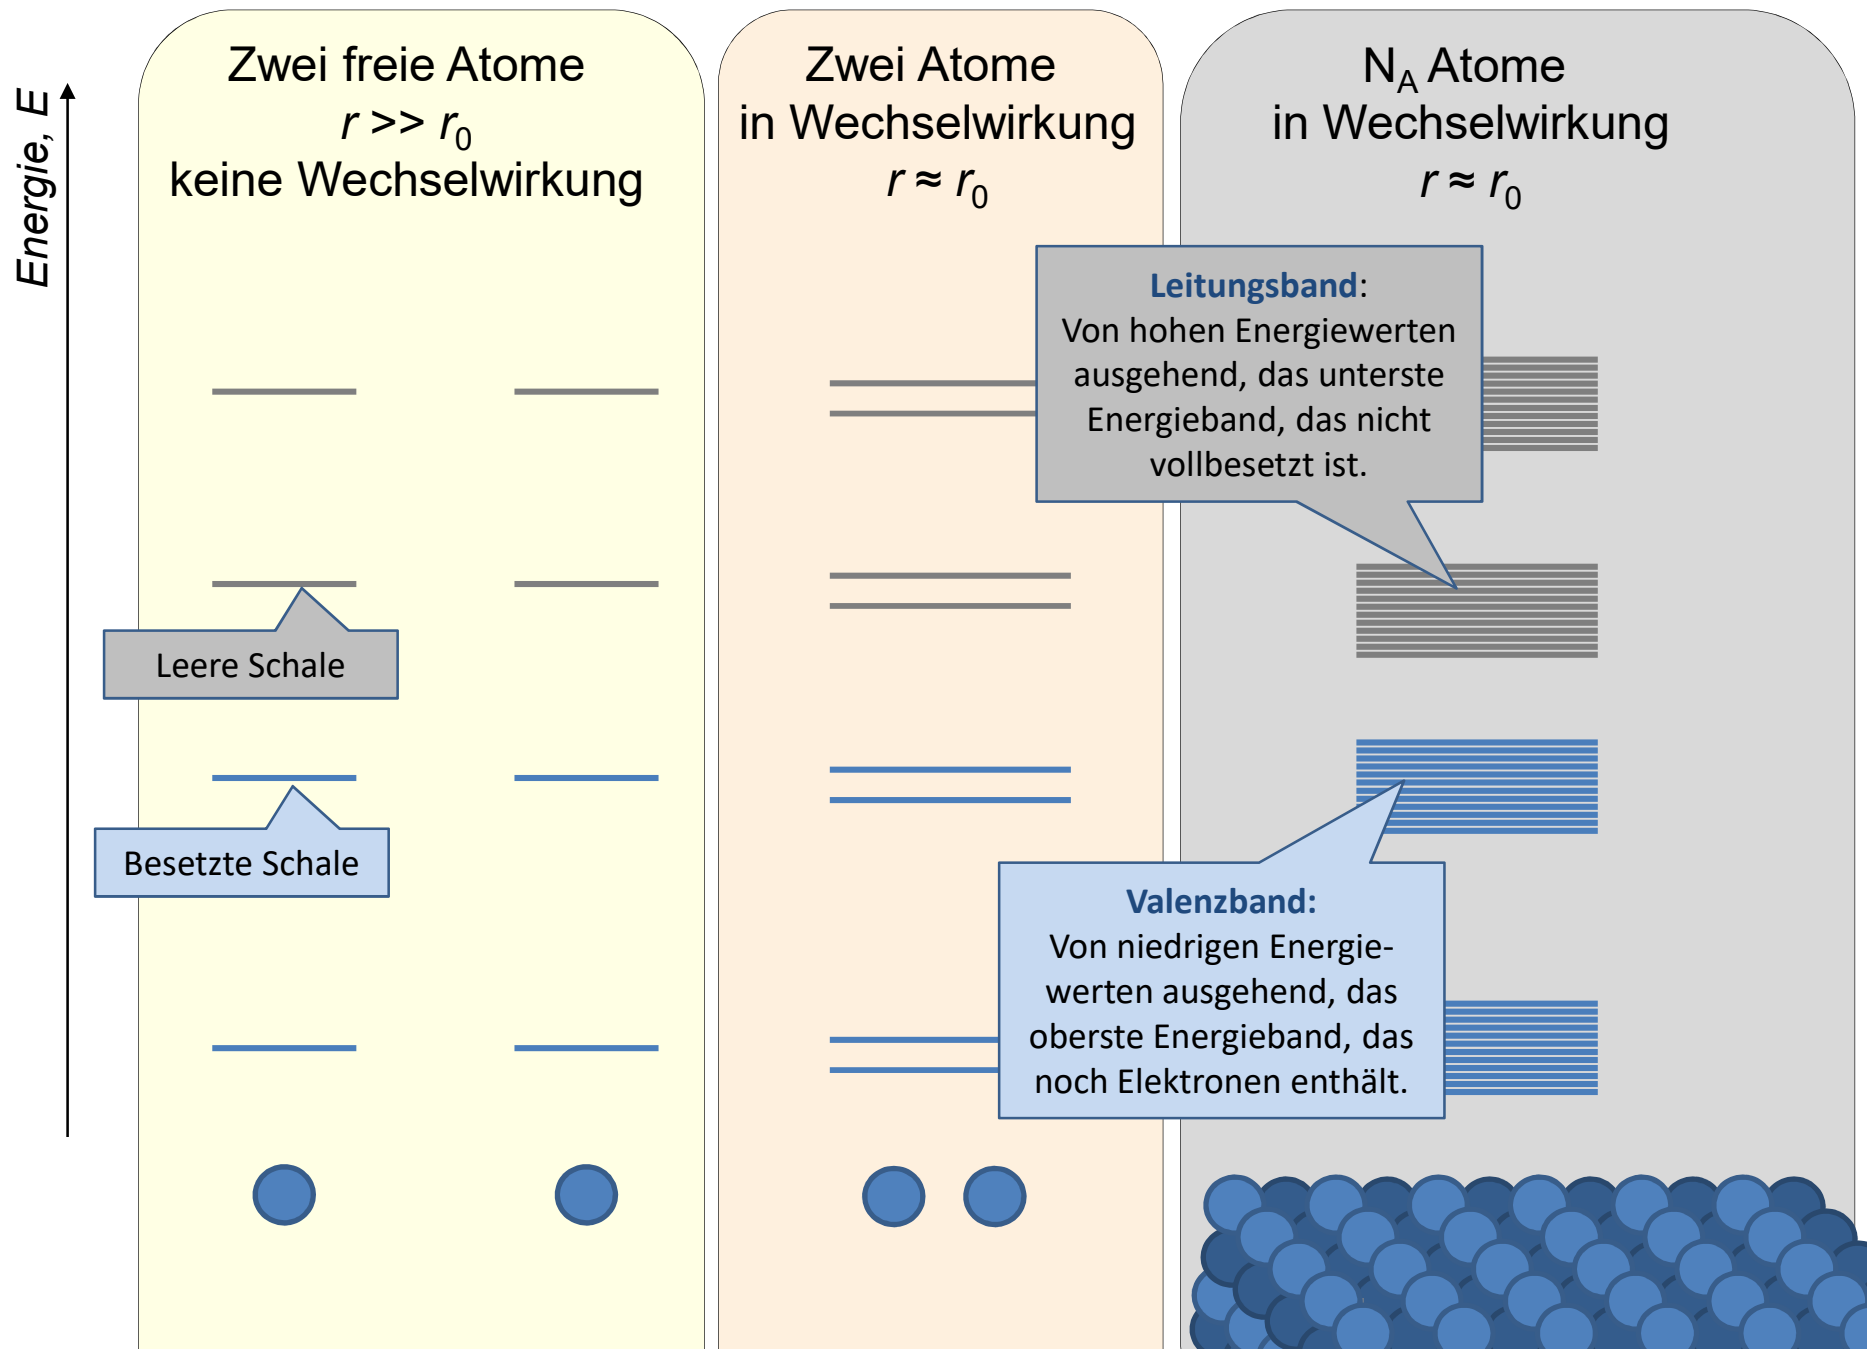 Energie, E
Zwei freie Atome
r >> r₀
keine Wechselwirkung
Zwei Atome
in Wechselwirkung
r ≈ r₀
N_A Atome
in Wechselwirkung
r ≈ r₀
Leitungsband:
Von hohen Energiewerten
ausgehend, das unterste
Energieband, das nicht
vollbesetzt ist.
Leere Schale
Besetzte Schale
Valenzband:
Von niedrigen Energie-
werten ausgehend, das
oberste Energieband, das
noch Elektronen enthält.